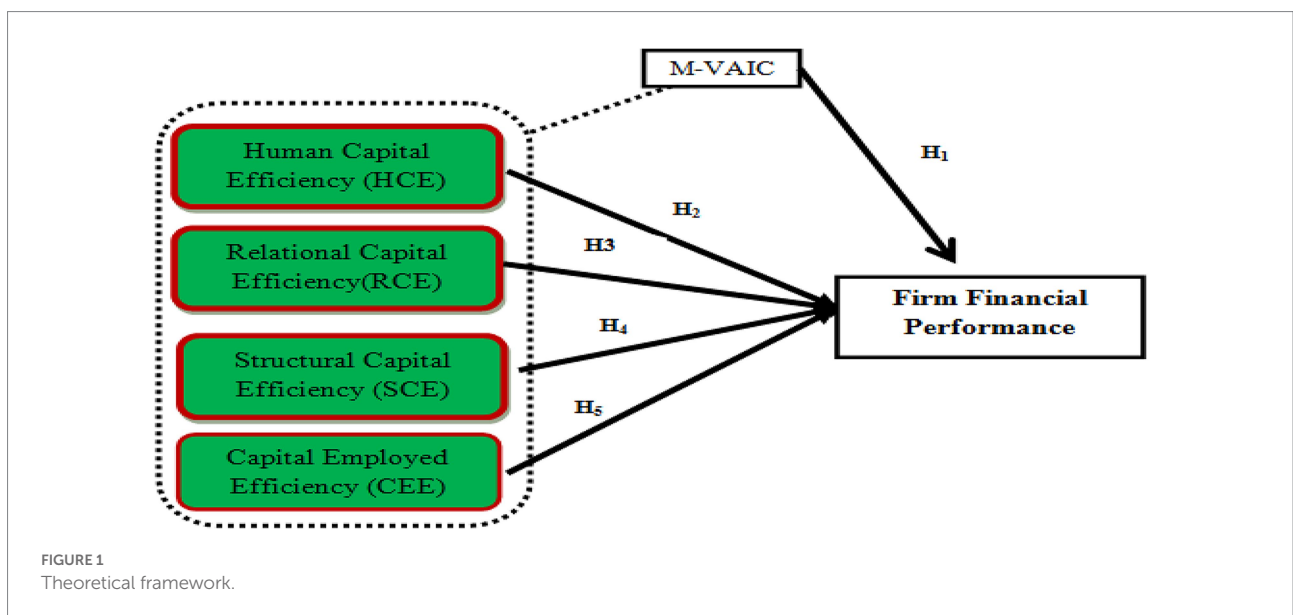 M-VAIC
H₁
Human Capital
Efficiency (HCE)
H₂
Relational Capital
Efficiency(RCE)
H3
Firm Financial
Performance
Structural Capital
Efficiency (SCE)
H₄
Capital Employed
Efficiency (CEE)
H₅
FIGURE 1
Theoretical framework.